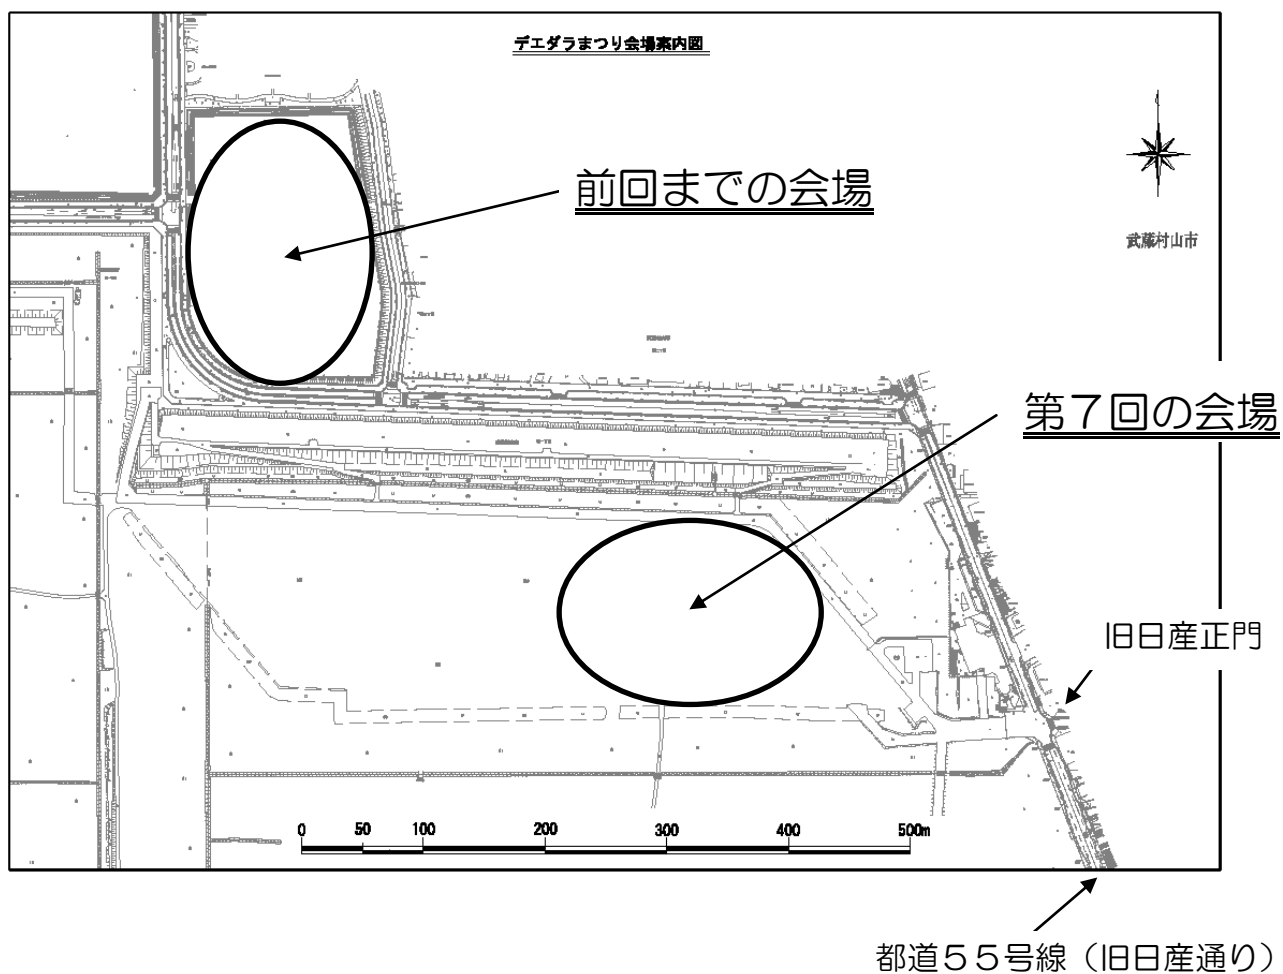 デエダラまつり会場案内図
前回までの会場
武蔵村山市
第７回の会場
旧日産正門
0 50 100 200 300 400 500m
都道５５号線（旧日産通り）